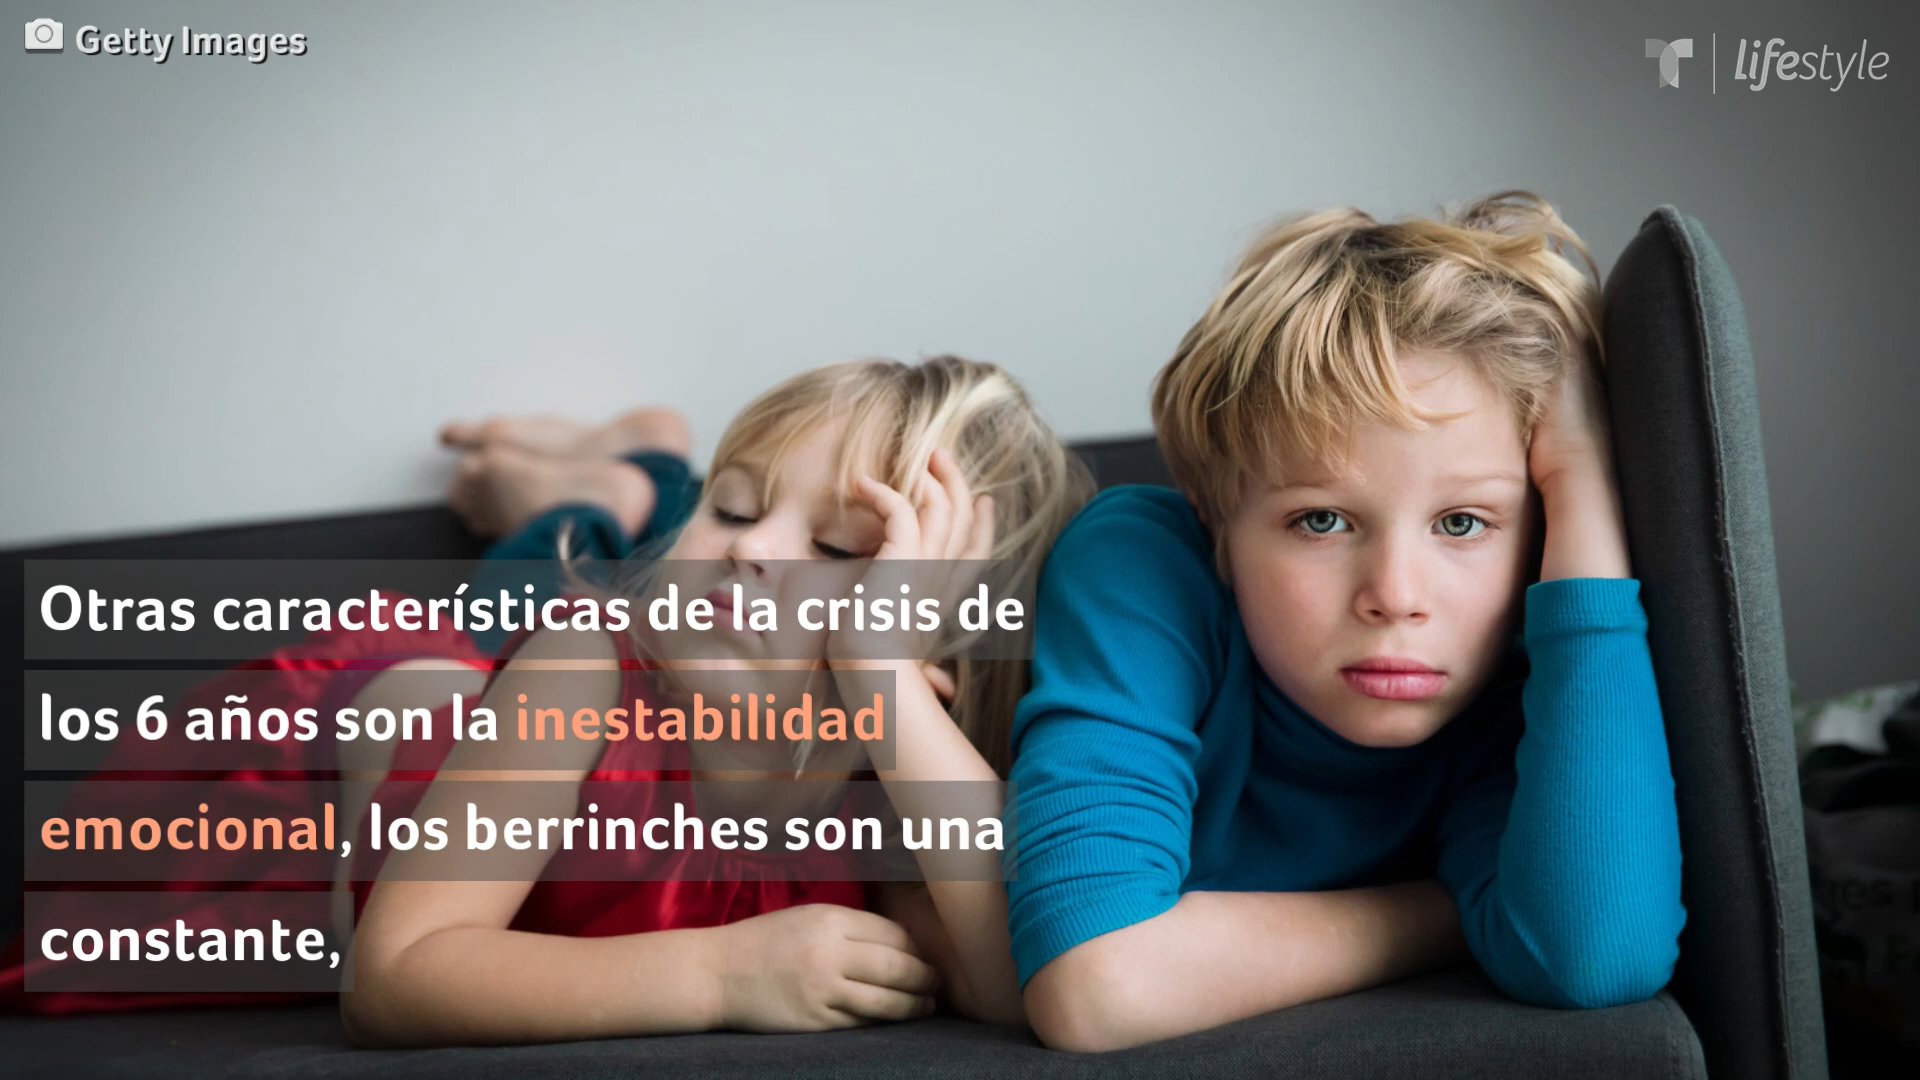 Getty Images
lifestyle
Otras características de la crisis de
los 6 años son la inestabilidad
emocional, los berrinches son una
constante,